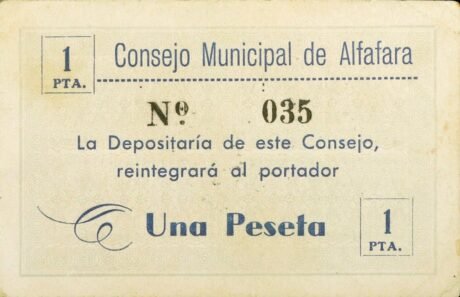 1
PTA.
Consejo Municipal de Alfafara
Nº 035
La Depositaría de este Consejo,
reintegrará al portador
Una Peseta
1
PTA.